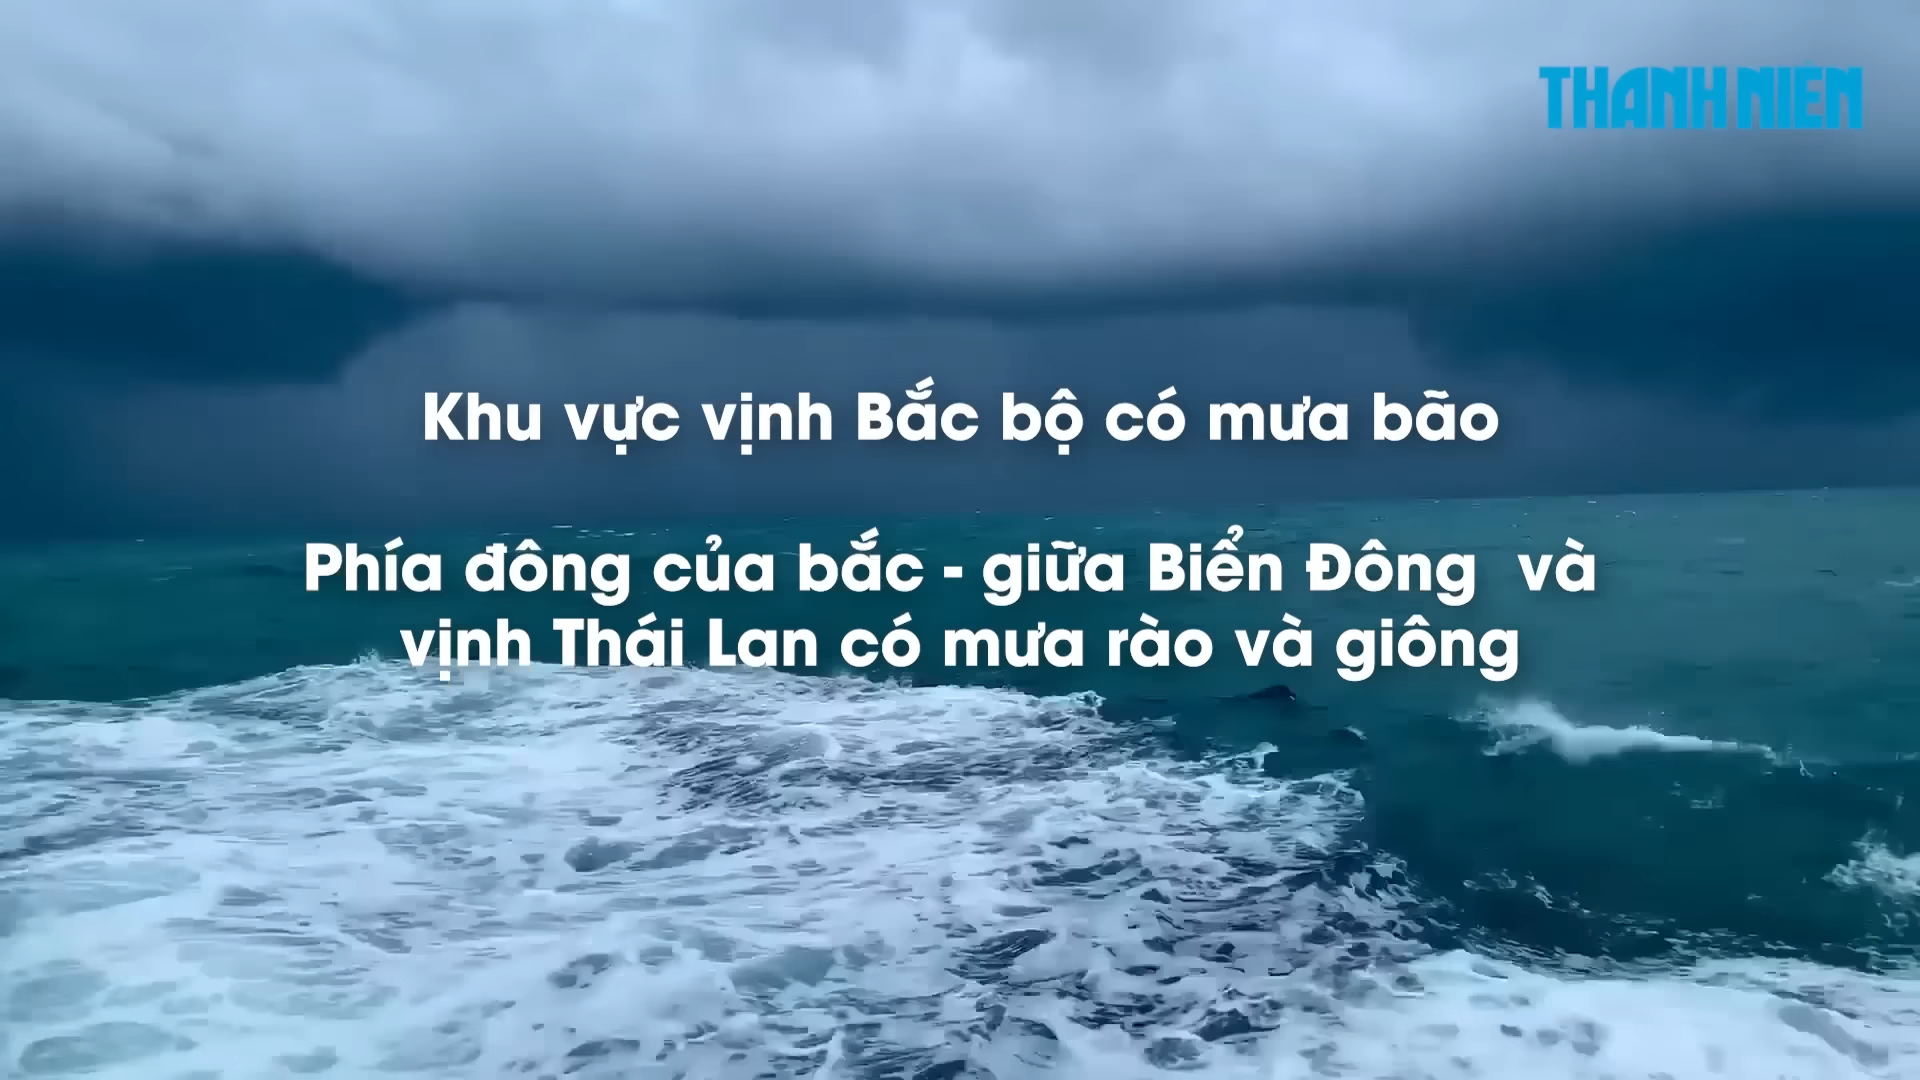 THANH NIÊN
Khu vực vịnh Bắc bộ có mưa bão
Phía đông của bắc - giữa Biển Đông và
vịnh Thái Lan có mưa rào và giông